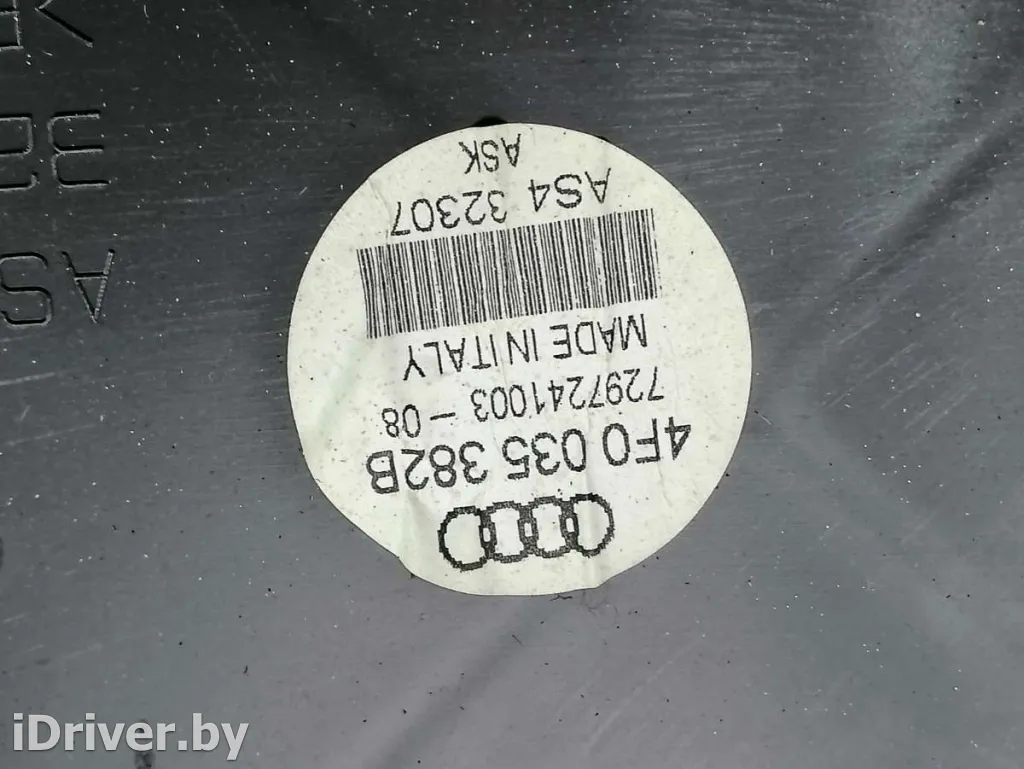 4F0 035 382B
7297241003-08
MADE IN ITALY
AS4 32307
ASK
iDriver.by